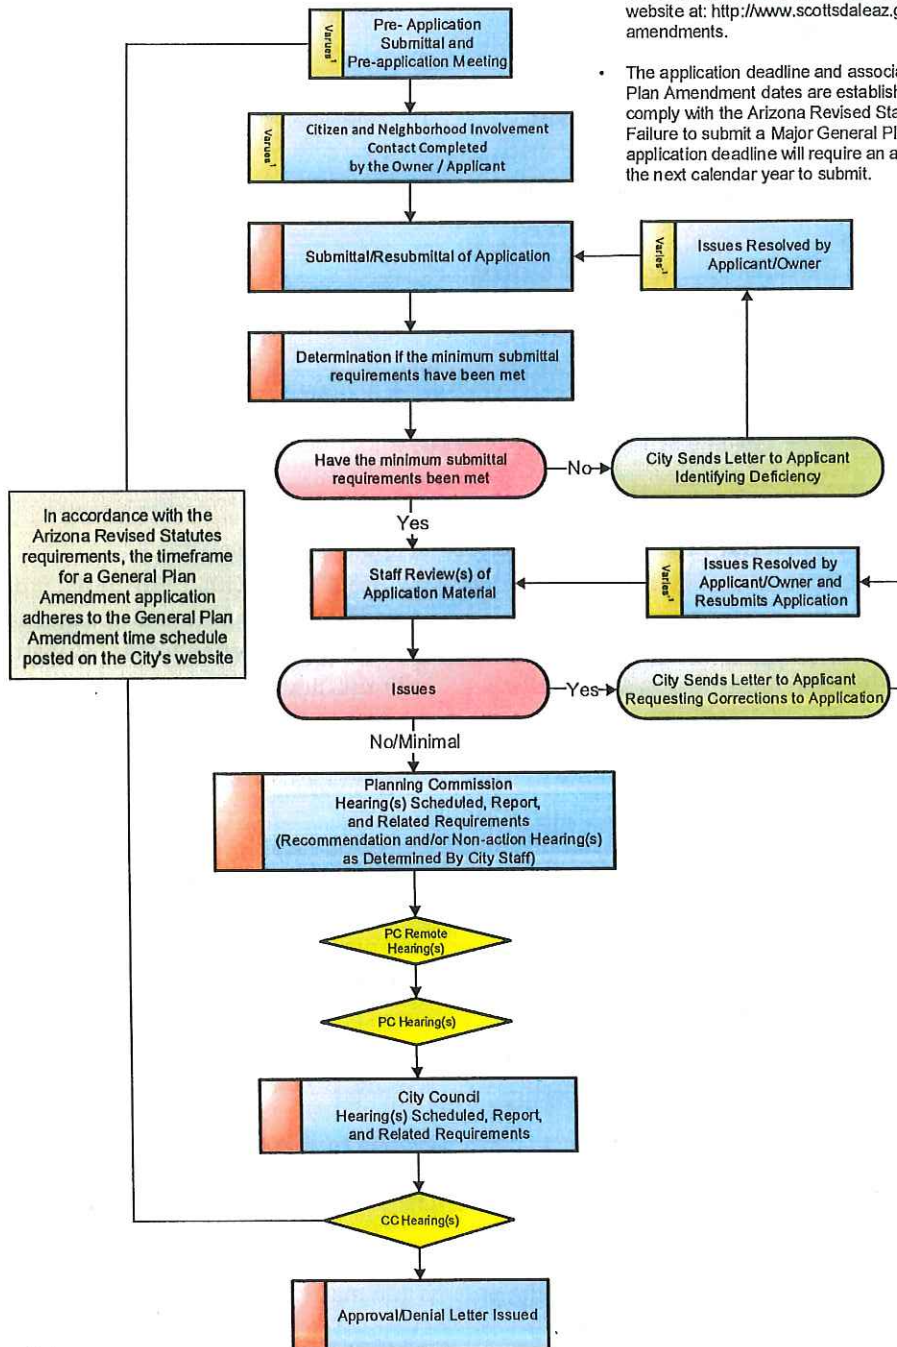 website at: http://www.scottsdaleaz.g
amendments.
• The application deadline and associa
Plan Amendment dates are establish
comply with the Arizona Revised Sta
Failure to submit a Major General Pl
application deadline will require an a
the next calendar year to submit.
Varues¹
Pre- Application
Submittal and
Pre-application Meeting
Varues¹
Citizen and Neighborhood Involvement
Contact Completed
by the Owner / Applicant
Submittal/Resubmittal of Application
Varies¹
Issues Resolved by
Applicant/Owner
Determination if the minimum submittal
requirements have been met
Have the minimum submittal
requirements been met
No
City Sends Letter to Applicant
Identifying Deficiency
Yes
In accordance with the
Arizona Revised Statutes
requirements, the timeframe
for a General Plan
Amendment application
adheres to the General Plan
Amendment time schedule
posted on the City's website
Staff Review(s) of
Application Material
Varies¹
Issues Resolved by
Applicant/Owner and
Resubmits Application
Issues
Yes
City Sends Letter to Applicant
Requesting Corrections to Application
No/Minimal
Planning Commission
Hearing(s) Scheduled, Report,
and Related Requirements
(Recommendation and/or Non-action Hearing(s)
as Determined By City Staff)
PC Remote
Hearing(s)
PC Hearing(s)
City Council
Hearing(s) Scheduled, Report,
and Related Requirements
CC Hearing(s)
Approval/Denial Letter Issued